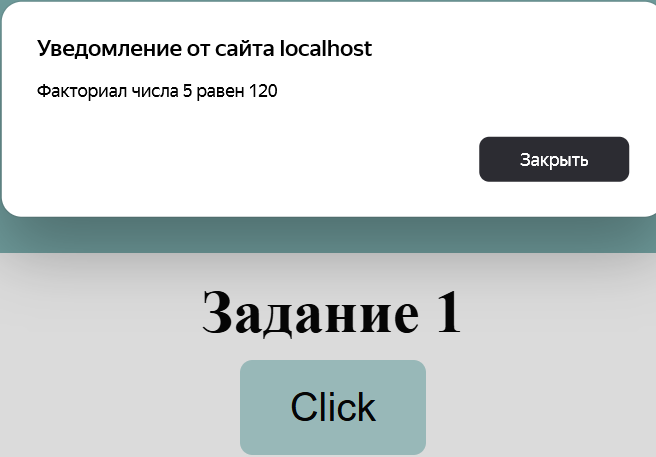 Уведомление от сайта localhost
Факториал числа 5 равен 120
Закрыть
Задание 1
Click